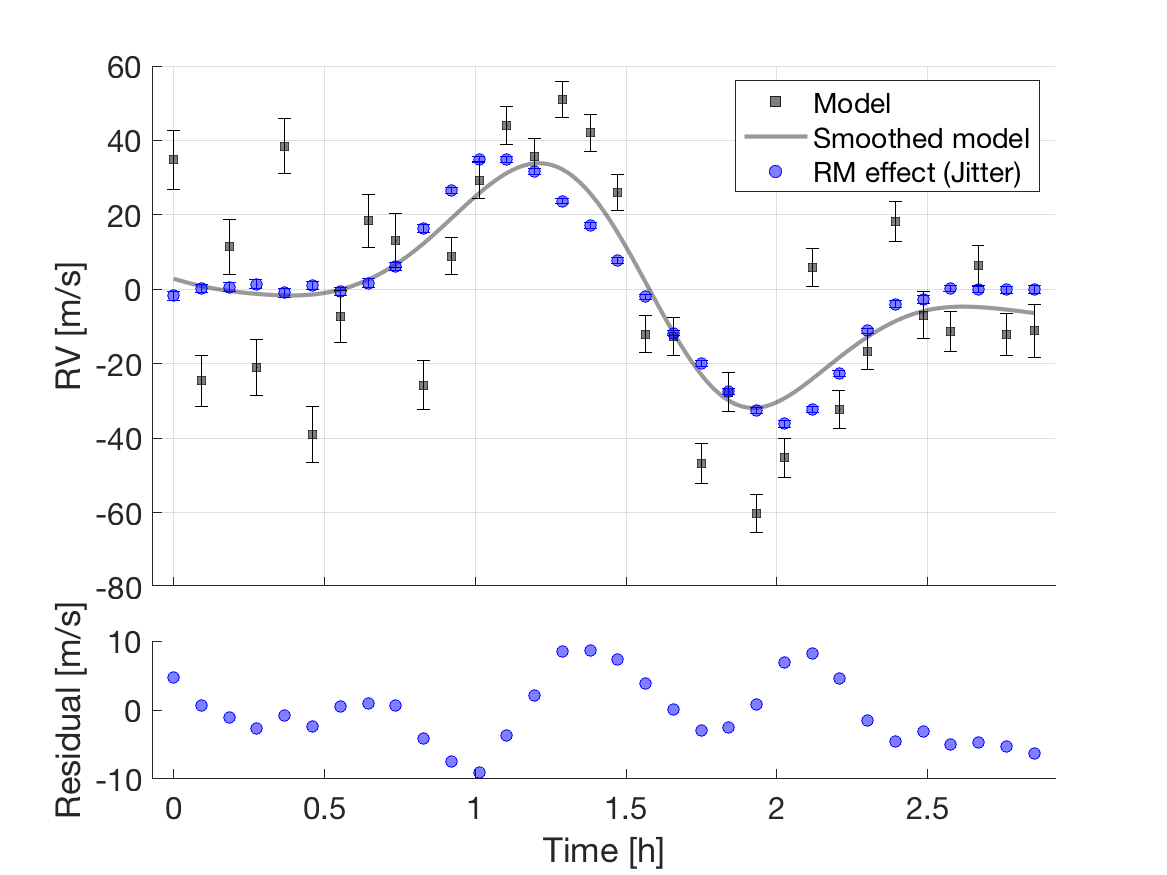 60
40
20
0
-20
-40
-60
-80
RV [m/s]
Model
Smoothed model
RM effect (Jitter)
10
0
-10
Residual [m/s]
0 0.5 1 1.5 2 2.5
Time [h]